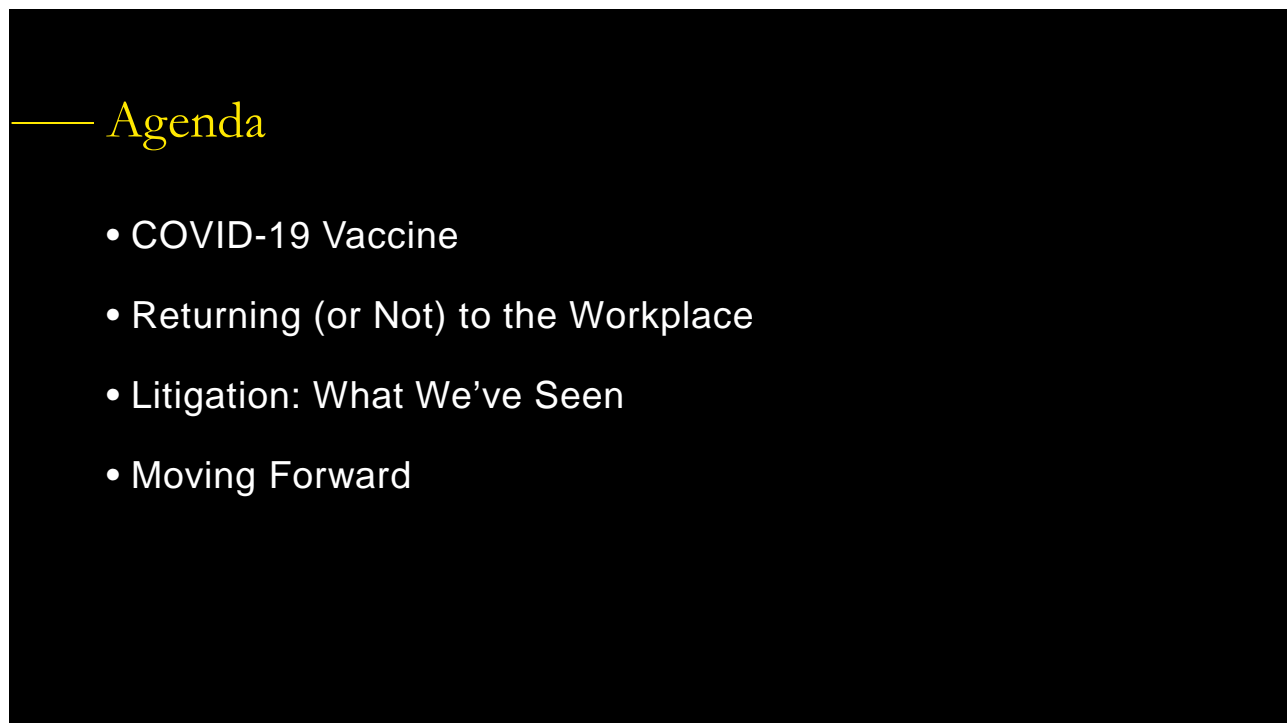 Agenda
• COVID-19 Vaccine
• Returning (or Not) to the Workplace
• Litigation: What We’ve Seen
• Moving Forward